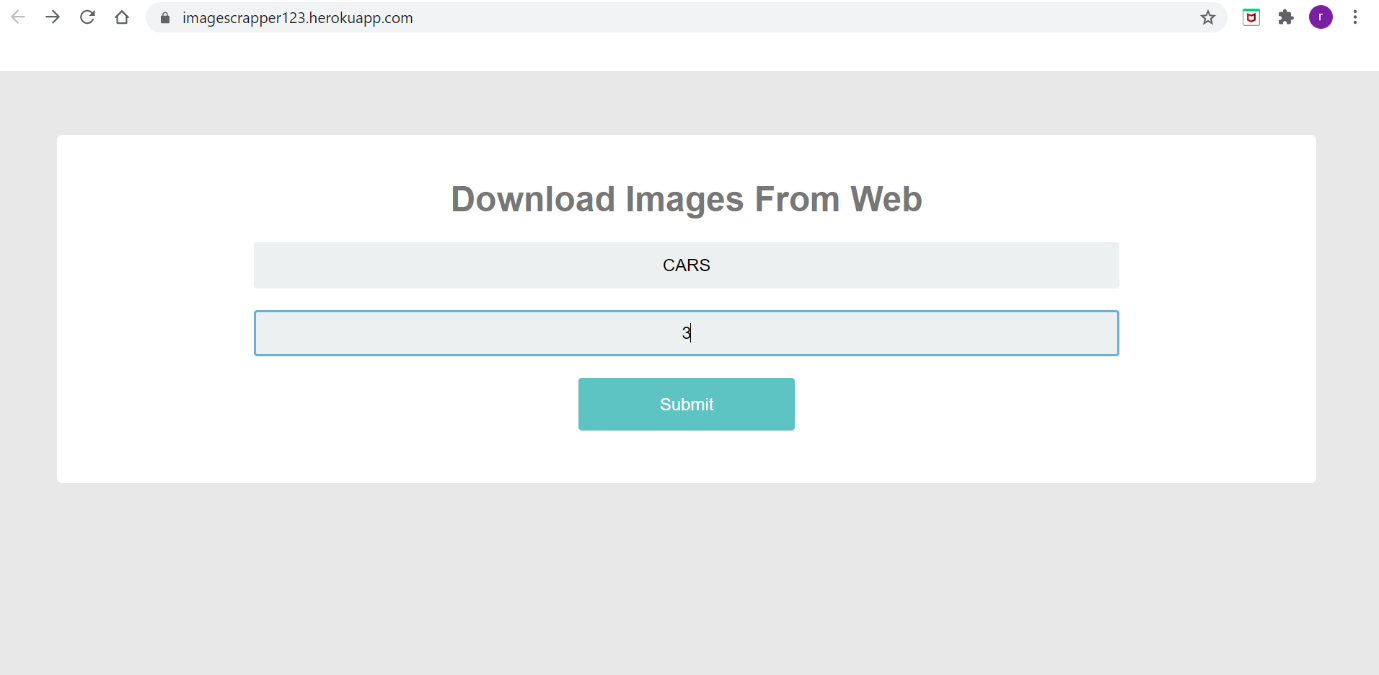 imagescrapper123.herokuapp.com
r
Download Images From Web
CARS
3
Submit